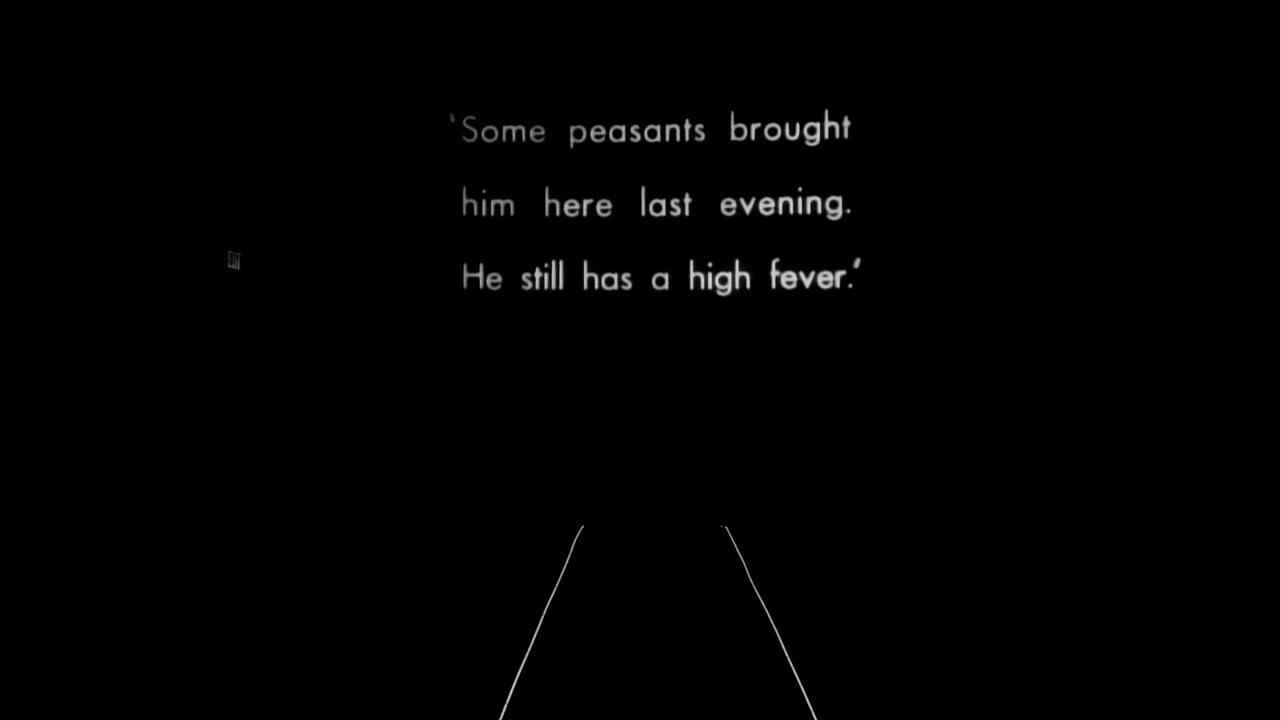 'Some peasants brought
him here last evening.
He still has a high fever.'